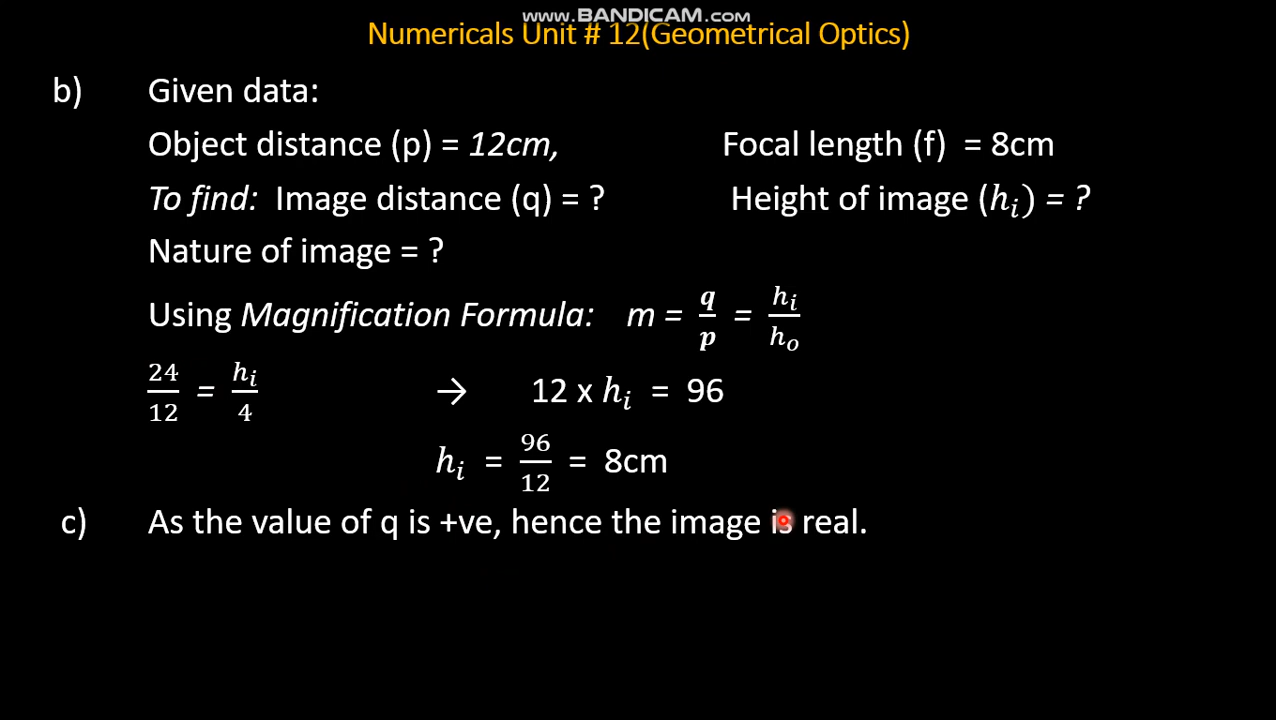 www.BANDICAM.com
Numericals Unit # 12(Geometrical Optics)
b) Given data:
Object distance (p) = 12cm, Focal length (f) = 8cm
To find: Image distance (q) = ? Height of image (hᵢ) = ?
Nature of image = ?
Using Magnification Formula: m = q/p = hᵢ/hₒ
24/12 = hᵢ/4 → 12 x hᵢ = 96
hᵢ = 96/12 = 8cm
c) As the value of q is +ve, hence the image is real.